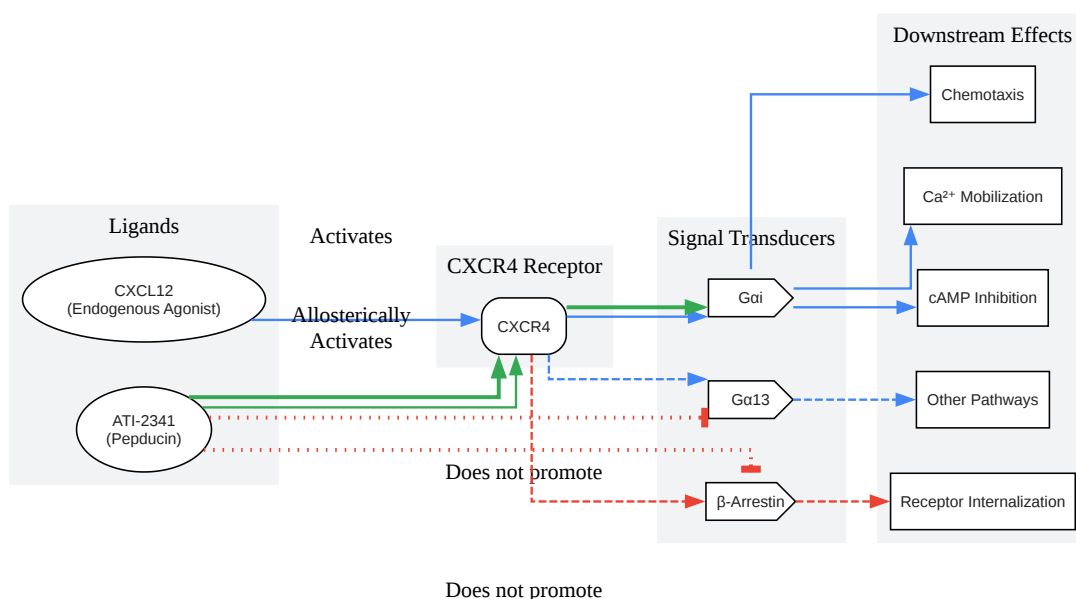 Downstream Effects
Chemotaxis
Ca²⁺ Mobilization
Ligands
Activates
Signal Transducers
CXCR4 Receptor
CXCL12
(Endogenous Agonist)
Gαi
cAMP Inhibition
Allosterically
Activates
CXCR4
Gα13
Other Pathways
ATI-2341
(Pepducin)
Does not promote
β-Arrestin
Receptor Internalization
Does not promote